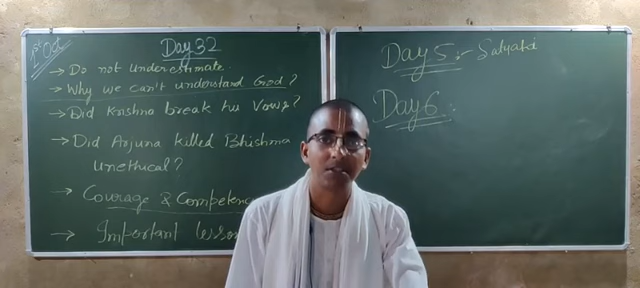 1st Oct
Day 32
→ Do not underestimate.
→ Why we can't understand God?
→ Did Krishna break his Vows?
→ Did Arjuna killed Bhishma
Unethical?
→ Courage & Competenc
→ Important lesson
Day 5 :- Satyaki
Day 6 :